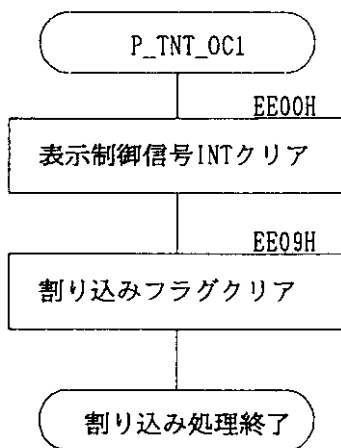 P_TNT_OC1
EE00H
表示制御信号INTクリア
EE09H
割り込みフラグクリア
割り込み処理終了